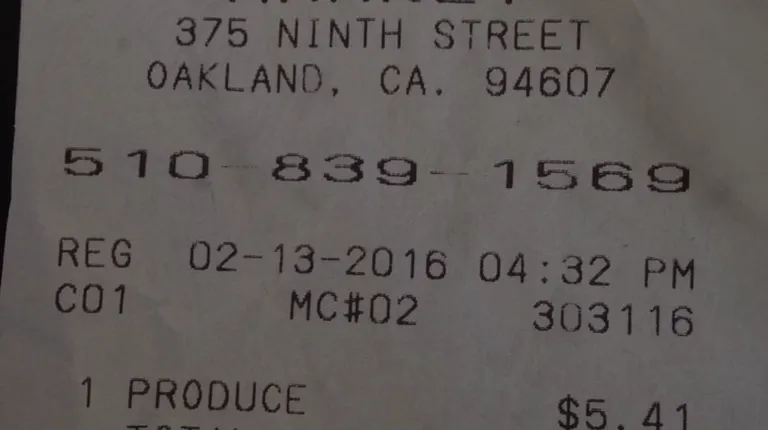 375 NINTH STREET
OAKLAND, CA. 94607
510-839-1569
REG 02-13-2016 04:32 PM
C01 MC#02 303116
1 PRODUCE $5.41